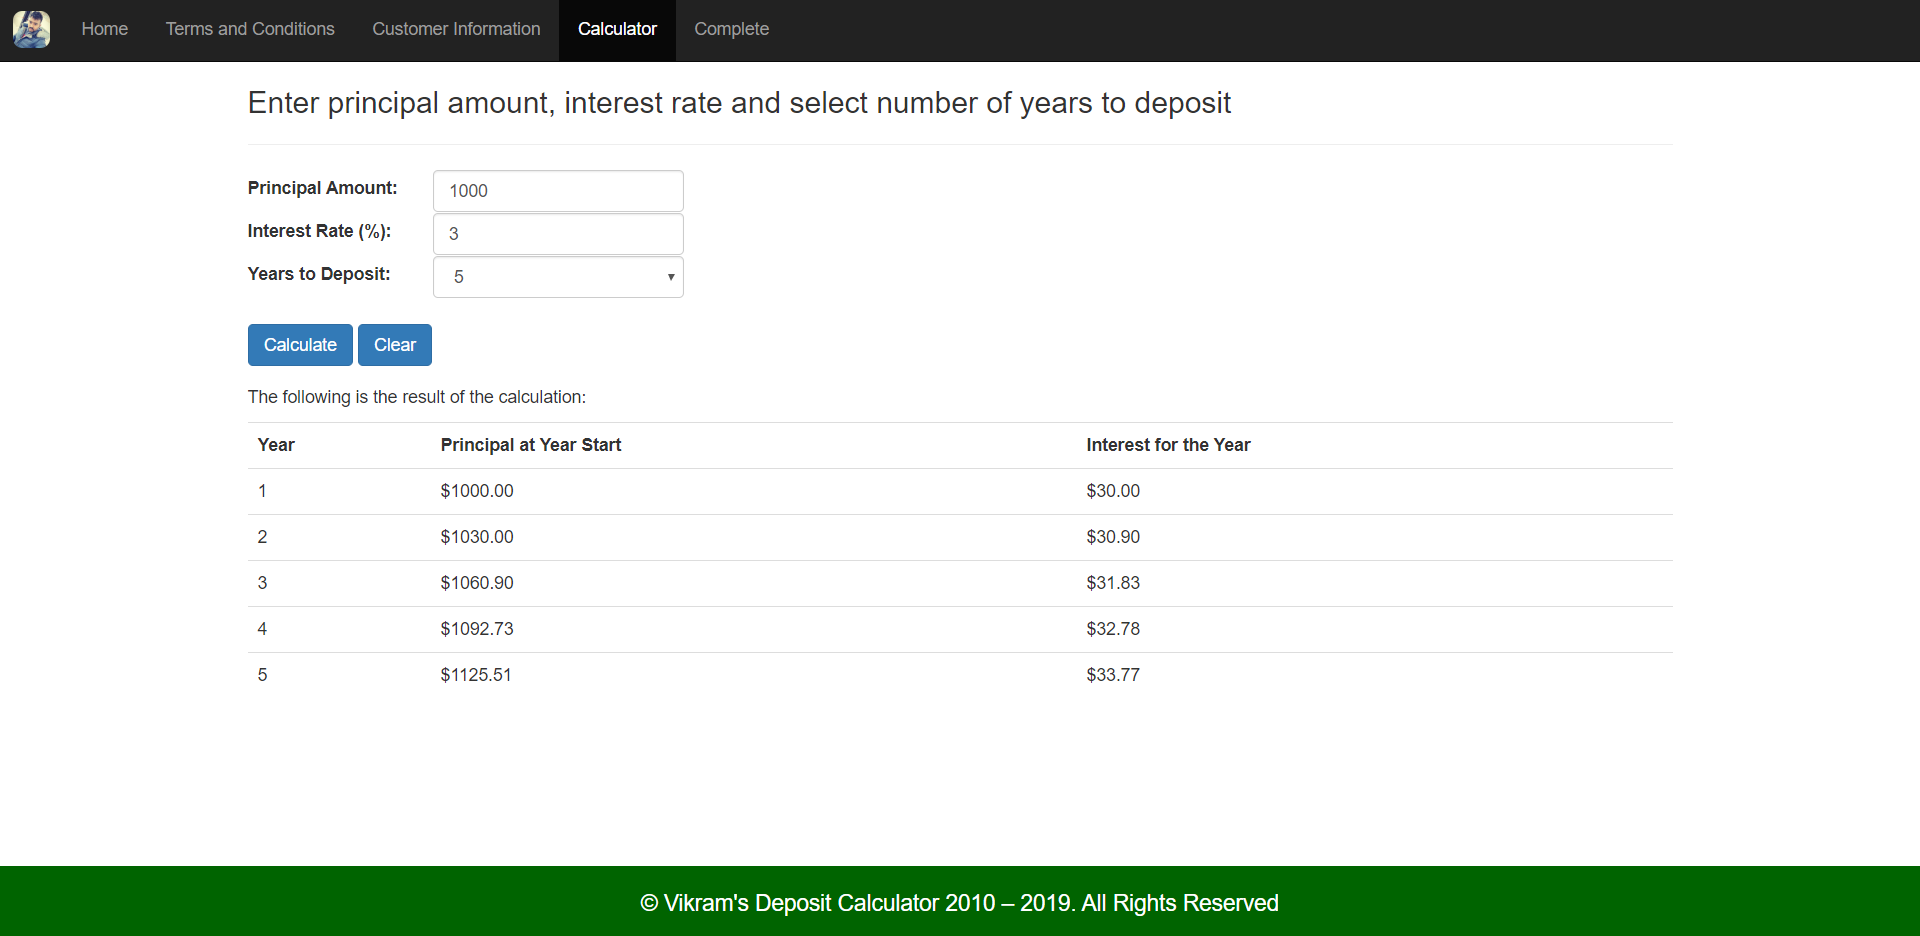 Home Terms and Conditions Customer Information Calculator Complete
Enter principal amount, interest rate and select number of years to deposit
Principal Amount: 1000
Interest Rate (%): 3
Years to Deposit: 5
Calculate Clear
The following is the result of the calculation:
Year Principal at Year Start Interest for the Year
1 $1000.00 $30.00
2 $1030.00 $30.90
3 $1060.90 $31.83
4 $1092.73 $32.78
5 $1125.51 $33.77
© Vikram's Deposit Calculator 2010 – 2019. All Rights Reserved